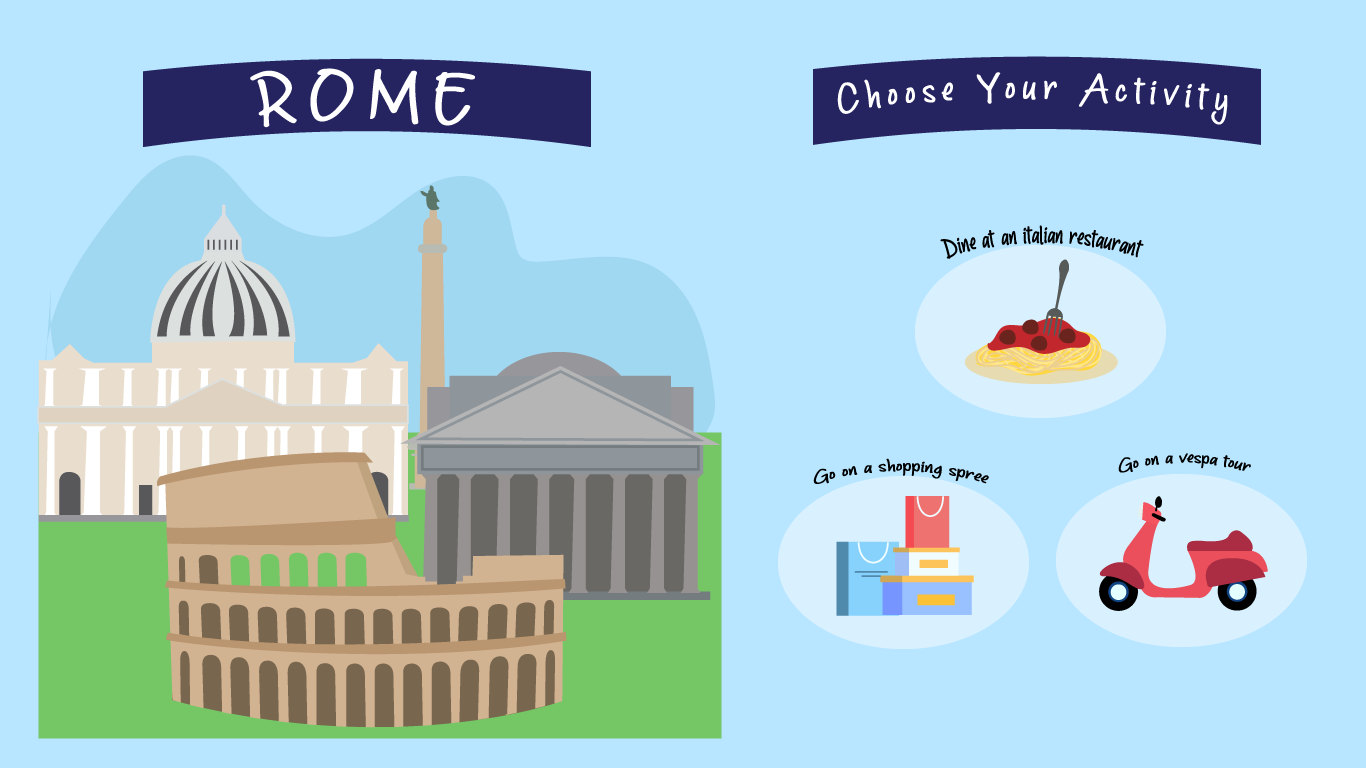 ROME
Choose Your Activity
Dine at an italian restaurant
Go on a shopping spree
Go on a vespa tour